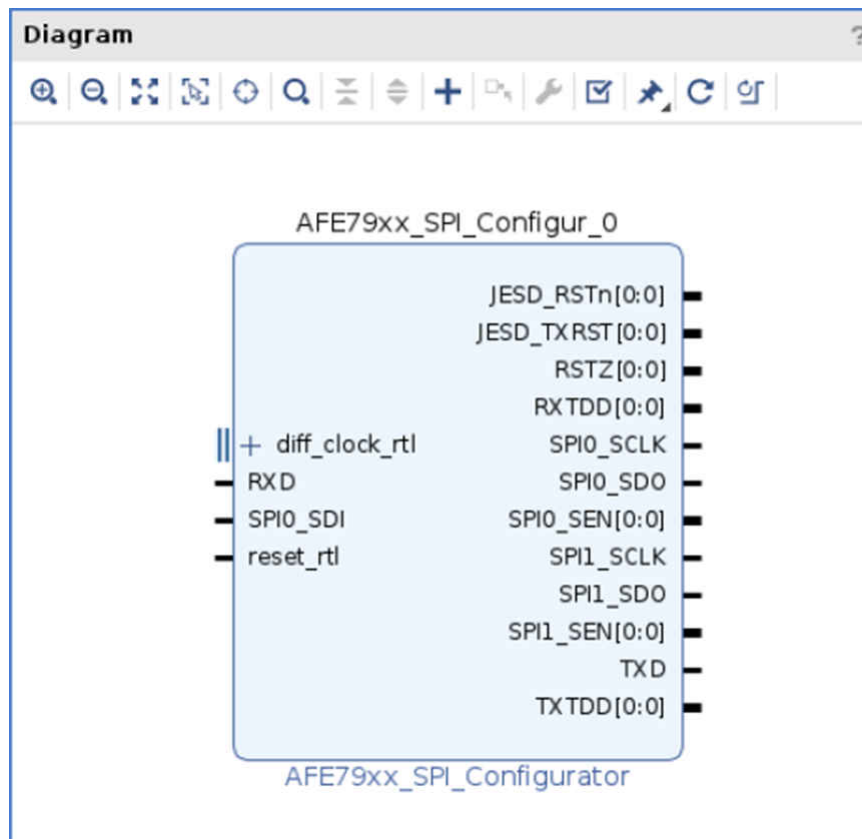 Diagram
?
AFE79xx_SPI_Configur_0
JESD_RSTn[0:0]
JESD_TXRST[0:0]
RSTZ[0:0]
RXTDD[0:0]
diff_clock_rtl
SPI0_SCLK
RXD
SPI0_SDO
SPI0_SDI
SPI0_SEN[0:0]
reset_rtl
SPI1_SCLK
SPI1_SDO
SPI1_SEN[0:0]
TXD
TXTDD[0:0]
AFE79xx_SPI_Configurator